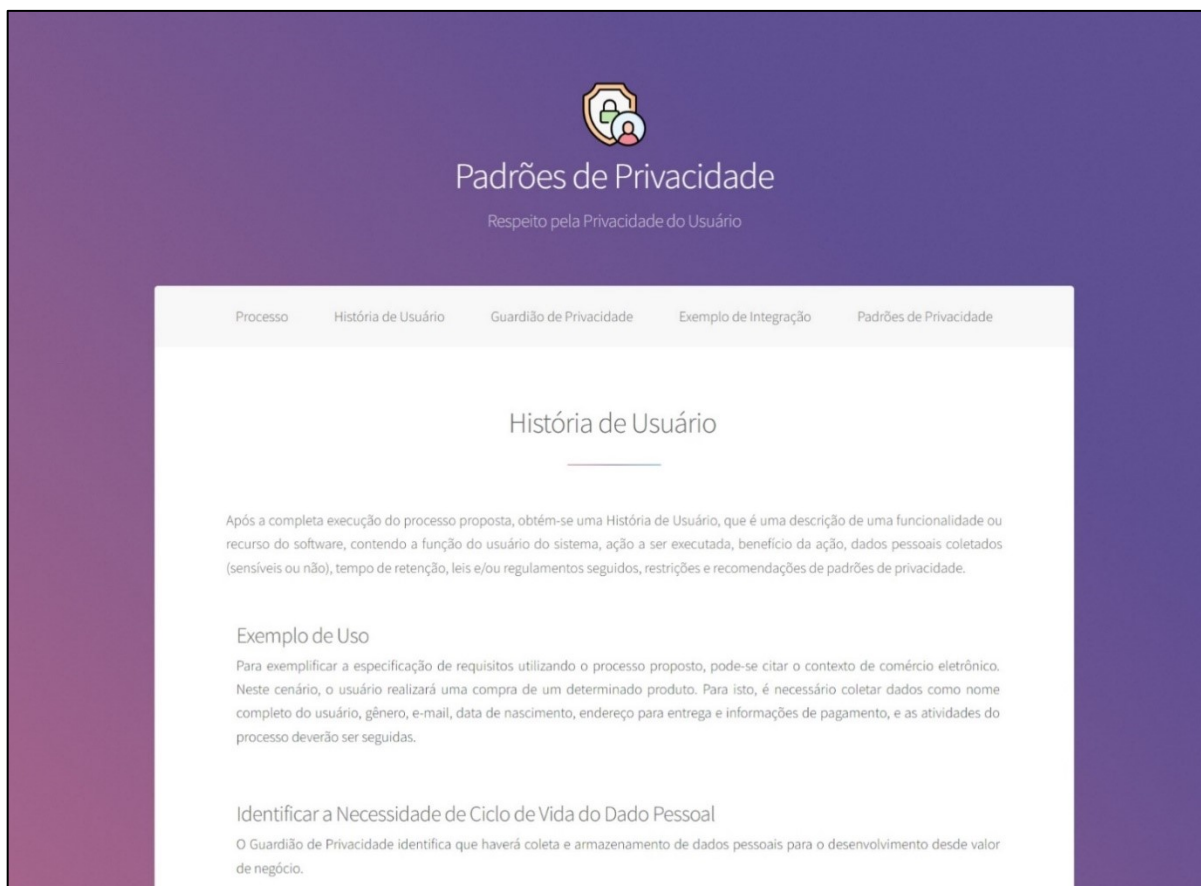 Padrões de Privacidade
Respeito pela Privacidade do Usuário
Processo História de Usuário Guardião de Privacidade Exemplo de Integração Padrões de Privacidade
História de Usuário
Após a completa execução do processo proposta, obtém-se uma História de Usuário, que é uma descrição de uma funcionalidade ou
recurso do software, contendo a função do usuário do sistema, ação a ser executada, benefício da ação, dados pessoais coletados
(sensíveis ou não), tempo de retenção, leis e/ou regulamentos seguidos, restrições e recomendações de padrões de privacidade.
Exemplo de Uso
Para exemplificar a especificação de requisitos utilizando o processo proposto, pode-se citar o contexto de comércio eletrônico.
Neste cenário, o usuário realizará uma compra de um determinado produto. Para isto, é necessário coletar dados como nome
completo do usuário, gênero, e-mail, data de nascimento, endereço para entrega e informações de pagamento, e as atividades do
processo deverão ser seguidas.
Identificar a Necessidade de Ciclo de Vida do Dado Pessoal
O Guardião de Privacidade identifica que haverá coleta e armazenamento de dados pessoais para o desenvolvimento desde valor
de negócio.